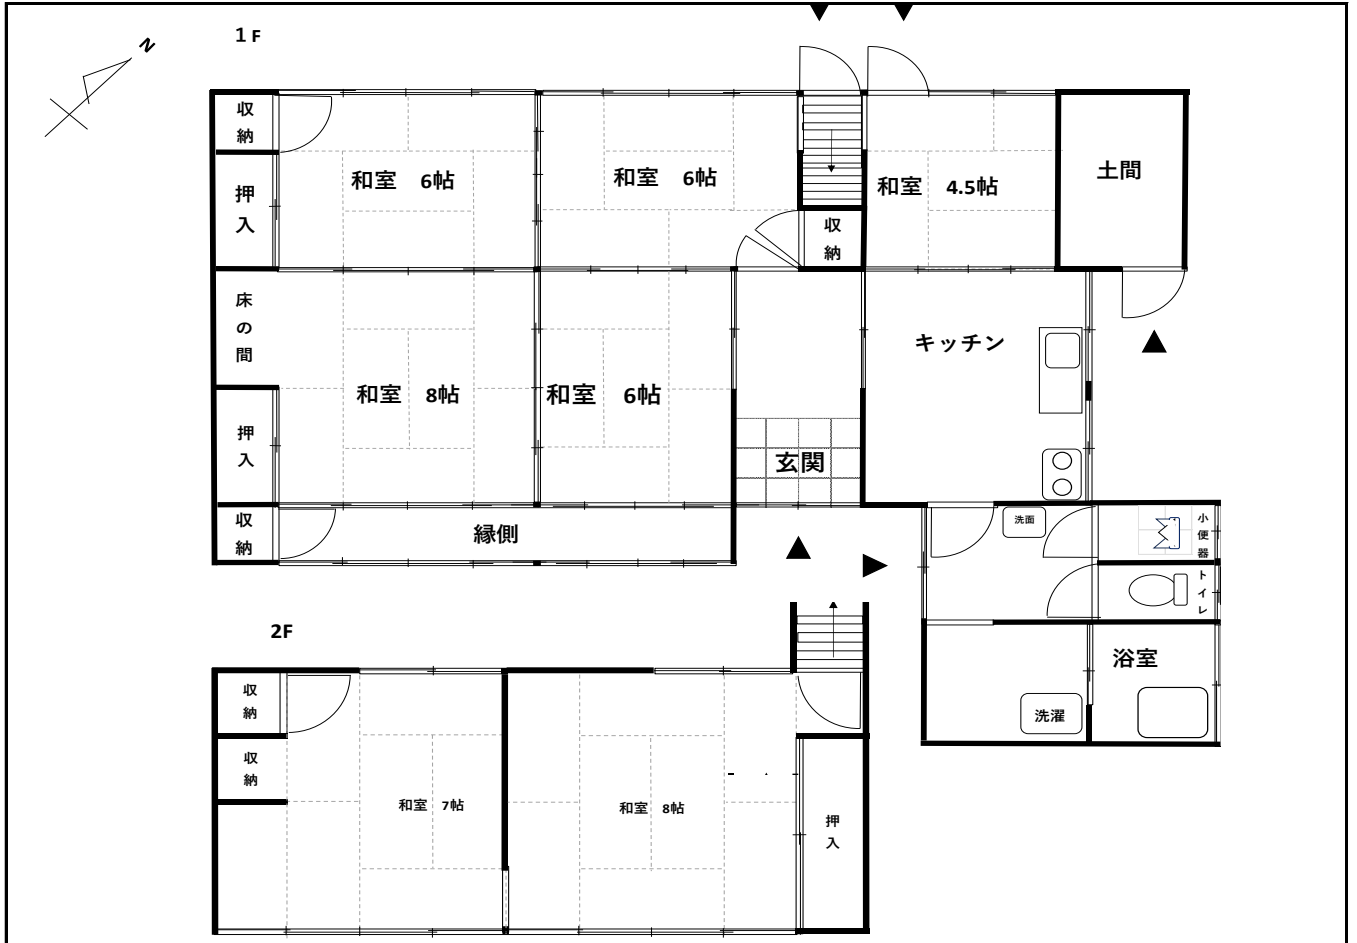 N
1F
収納
押入
和室 6帖
和室 6帖
収納
和室 4.5帖
土間
床の間
押入
和室 8帖
和室 6帖
キッチン
玄関
収納
縁側
洗面
小便器
トイレ
浴室
洗濯
2F
収納
収納
和室 7帖
和室 8帖
押入